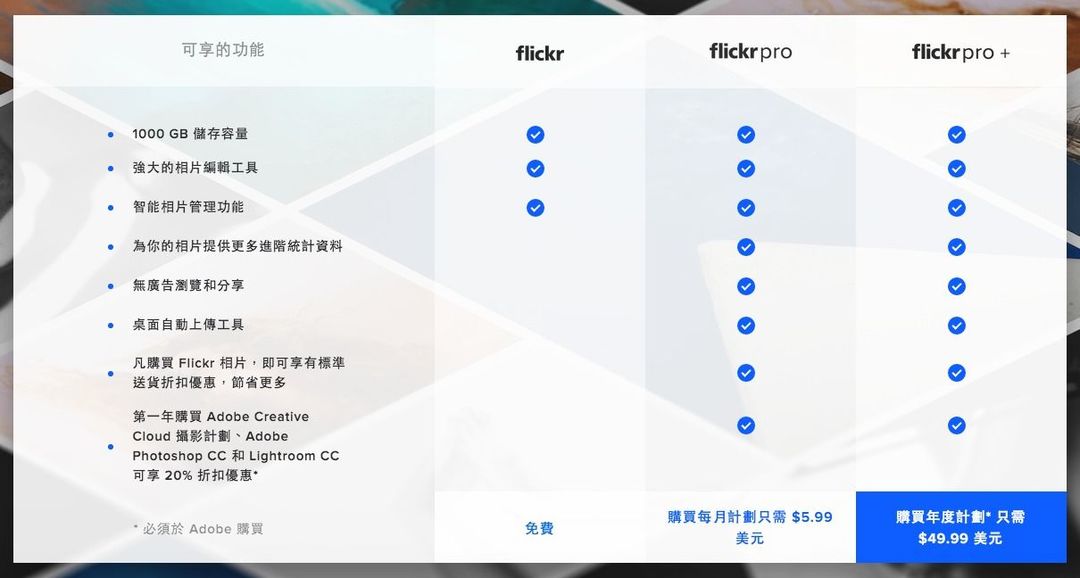 可享的功能
flickr
flickr pro
flickr pro +
1000 GB 儲存容量
強大的相片編輯工具
智能相片管理功能
為你的相片提供更多進階統計資料
無廣告瀏覽和分享
桌面自動上傳工具
凡購買 Flickr 相片，即可享有標準
送貨折扣優惠，節省更多
第一年購買 Adobe Creative
Cloud 攝影計劃、Adobe
Photoshop CC 和 Lightroom CC
可享 20% 折扣優惠*
* 必須於 Adobe 購買
免費
購買每月計劃只需 $5.99
美元
購買年度計劃* 只需
$49.99 美元